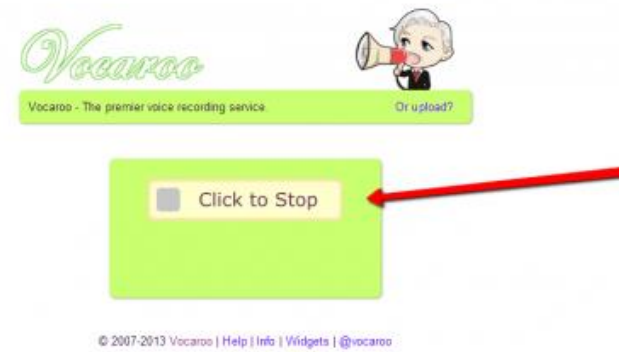 Vocaroo
Vocaroo - The premier voice recording service.
Or upload?
Click to Stop
© 2007-2013 Vocaroo | Help | Info | Widgets | @vocaroo